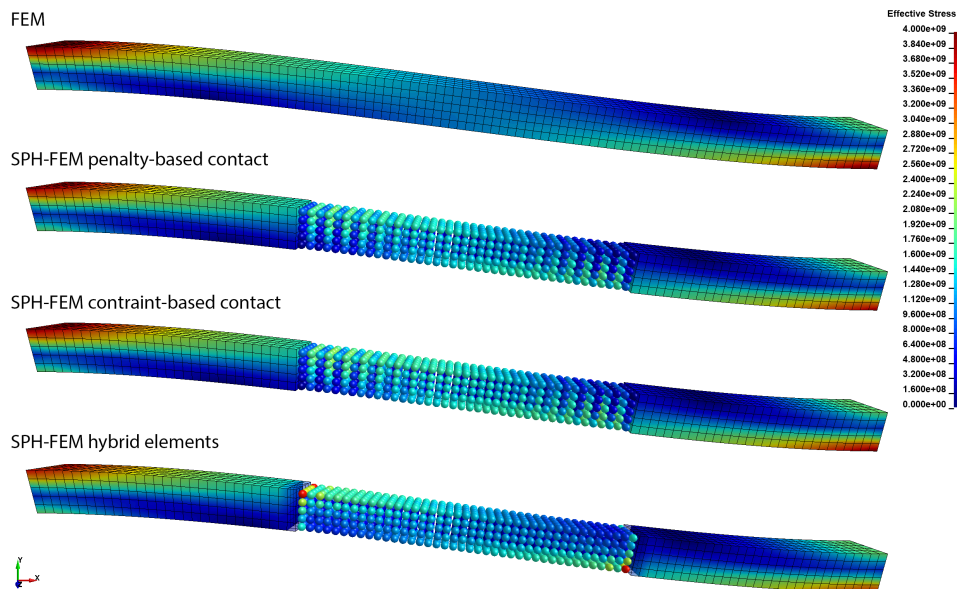 FEM
Effective Stress
4.000e+09
3.840e+09
3.680e+09
3.520e+09
3.360e+09
3.200e+09
3.040e+09
2.880e+09
2.720e+09
2.560e+09
2.400e+09
2.240e+09
2.080e+09
1.920e+09
1.760e+09
1.600e+09
1.440e+09
1.280e+09
1.120e+09
9.600e+08
8.000e+08
6.400e+08
4.800e+08
3.200e+08
1.600e+08
0.000e+00
SPH-FEM penalty-based contact
SPH-FEM contraint-based contact
SPH-FEM hybrid elements
Y
X
Z